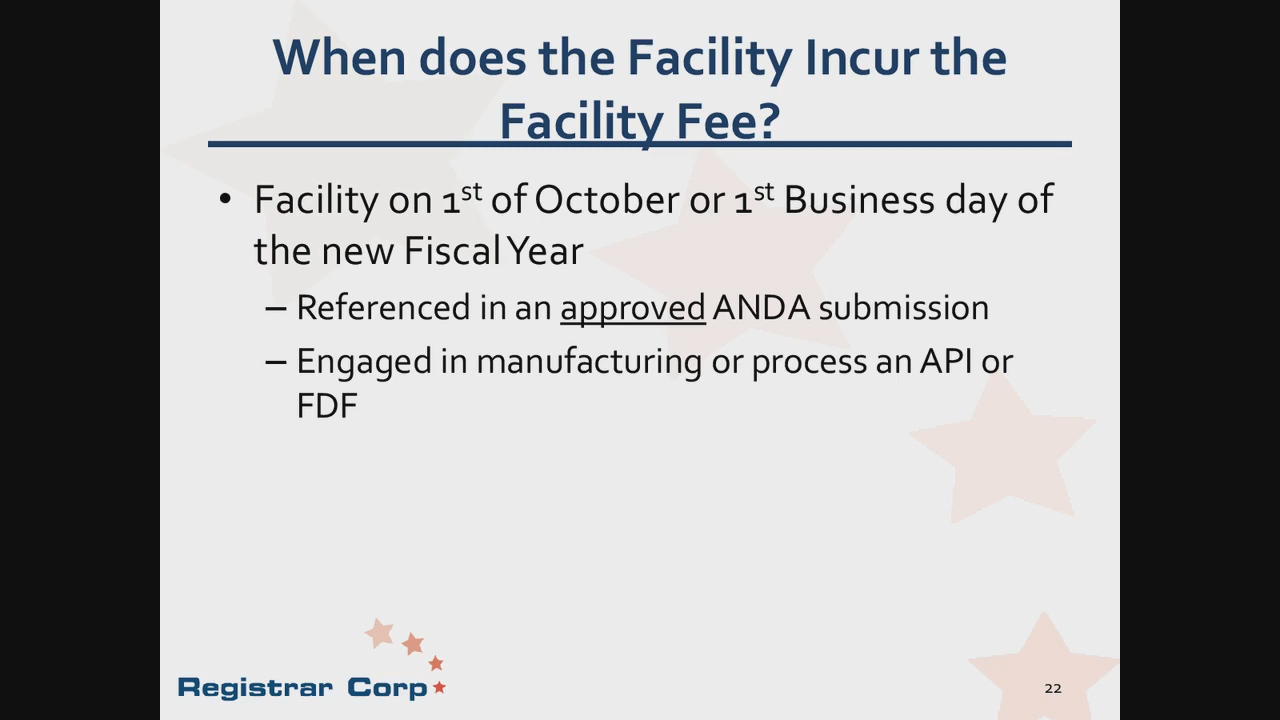 When does the Facility Incur the
Facility Fee?
• Facility on 1st of October or 1st Business day of
the new Fiscal Year
– Referenced in an approved ANDA submission
– Engaged in manufacturing or process an API or
FDF
Registrar Corp
22